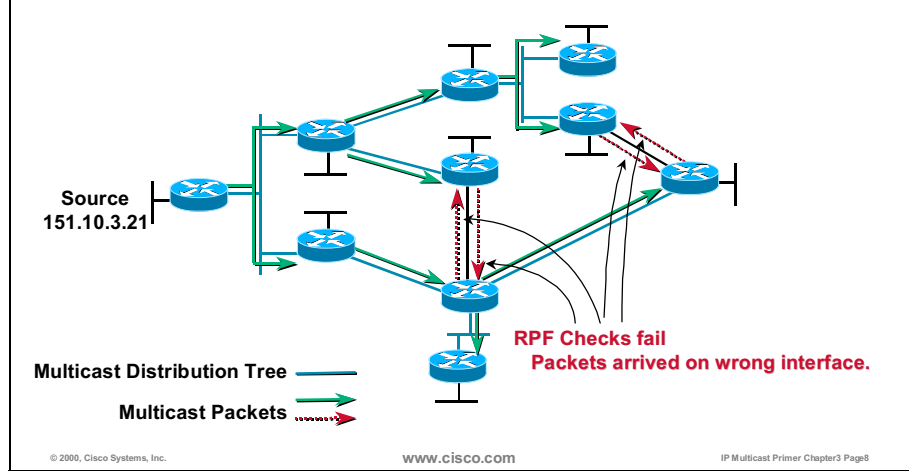 Source
151.10.3.21
RPF Checks fail
Packets arrived on wrong interface.
Multicast Distribution Tree
Multicast Packets
© 2000, Cisco Systems, Inc.
www.cisco.com
IP Multicast Primer Chapter3 Page8